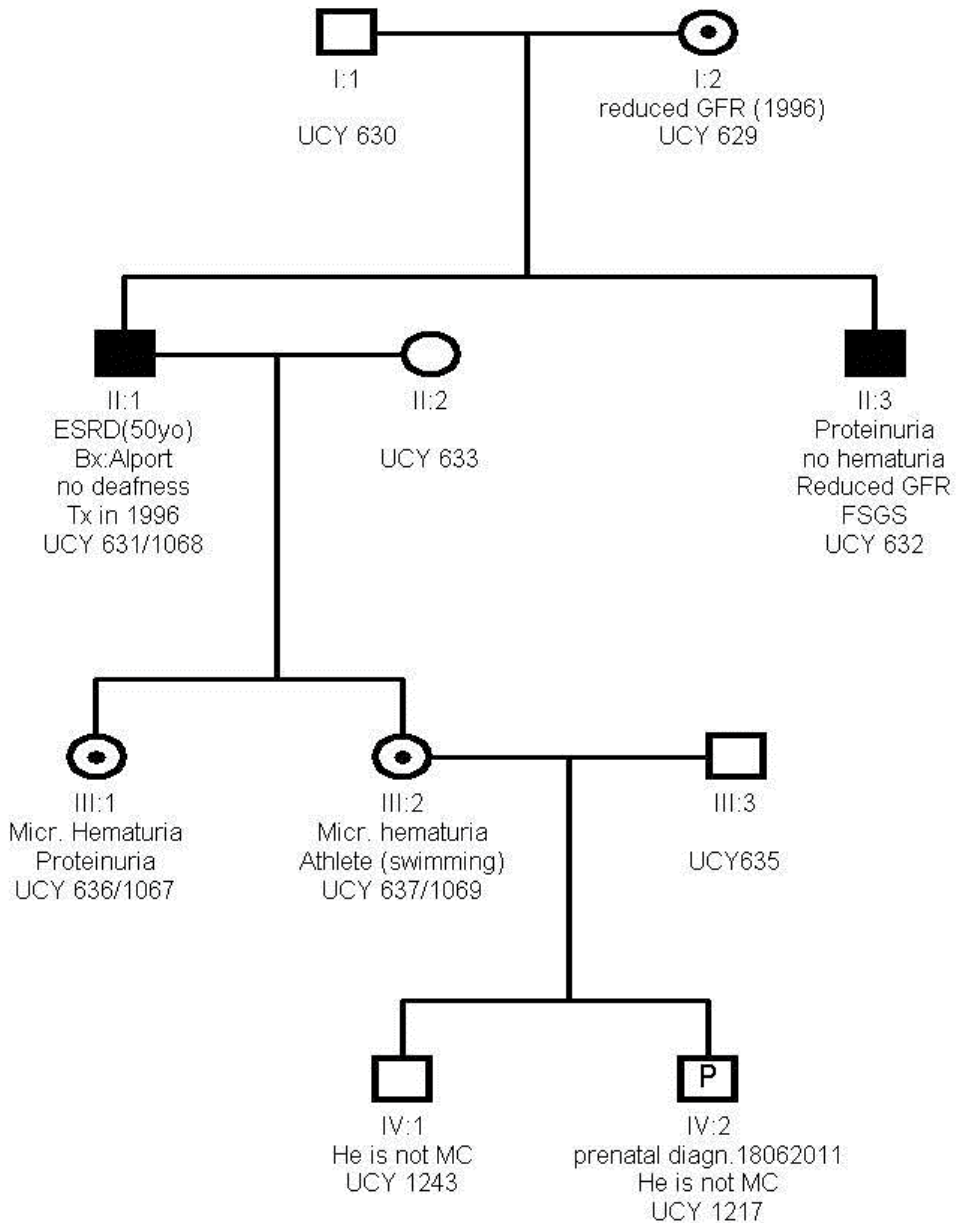 I:1
UCY 630
I:2
reduced GFR (1996)
UCY 629
II:1
ESRD(50yo)
Bx:Alport
no deafness
Tx in 1996
UCY 631/1068
II:2
UCY 633
II:3
Proteinuria
no hematuria
Reduced GFR
FSGS
UCY 632
III:1
Micr. Hematuria
Proteinuria
UCY 636/1067
III:2
Micr. hematuria
Athlete (swimming)
UCY 637/1069
III:3
UCY635
IV:1
He is not MC
UCY 1243
P
IV:2
prenatal diagn.18062011
He is not MC
UCY 1217